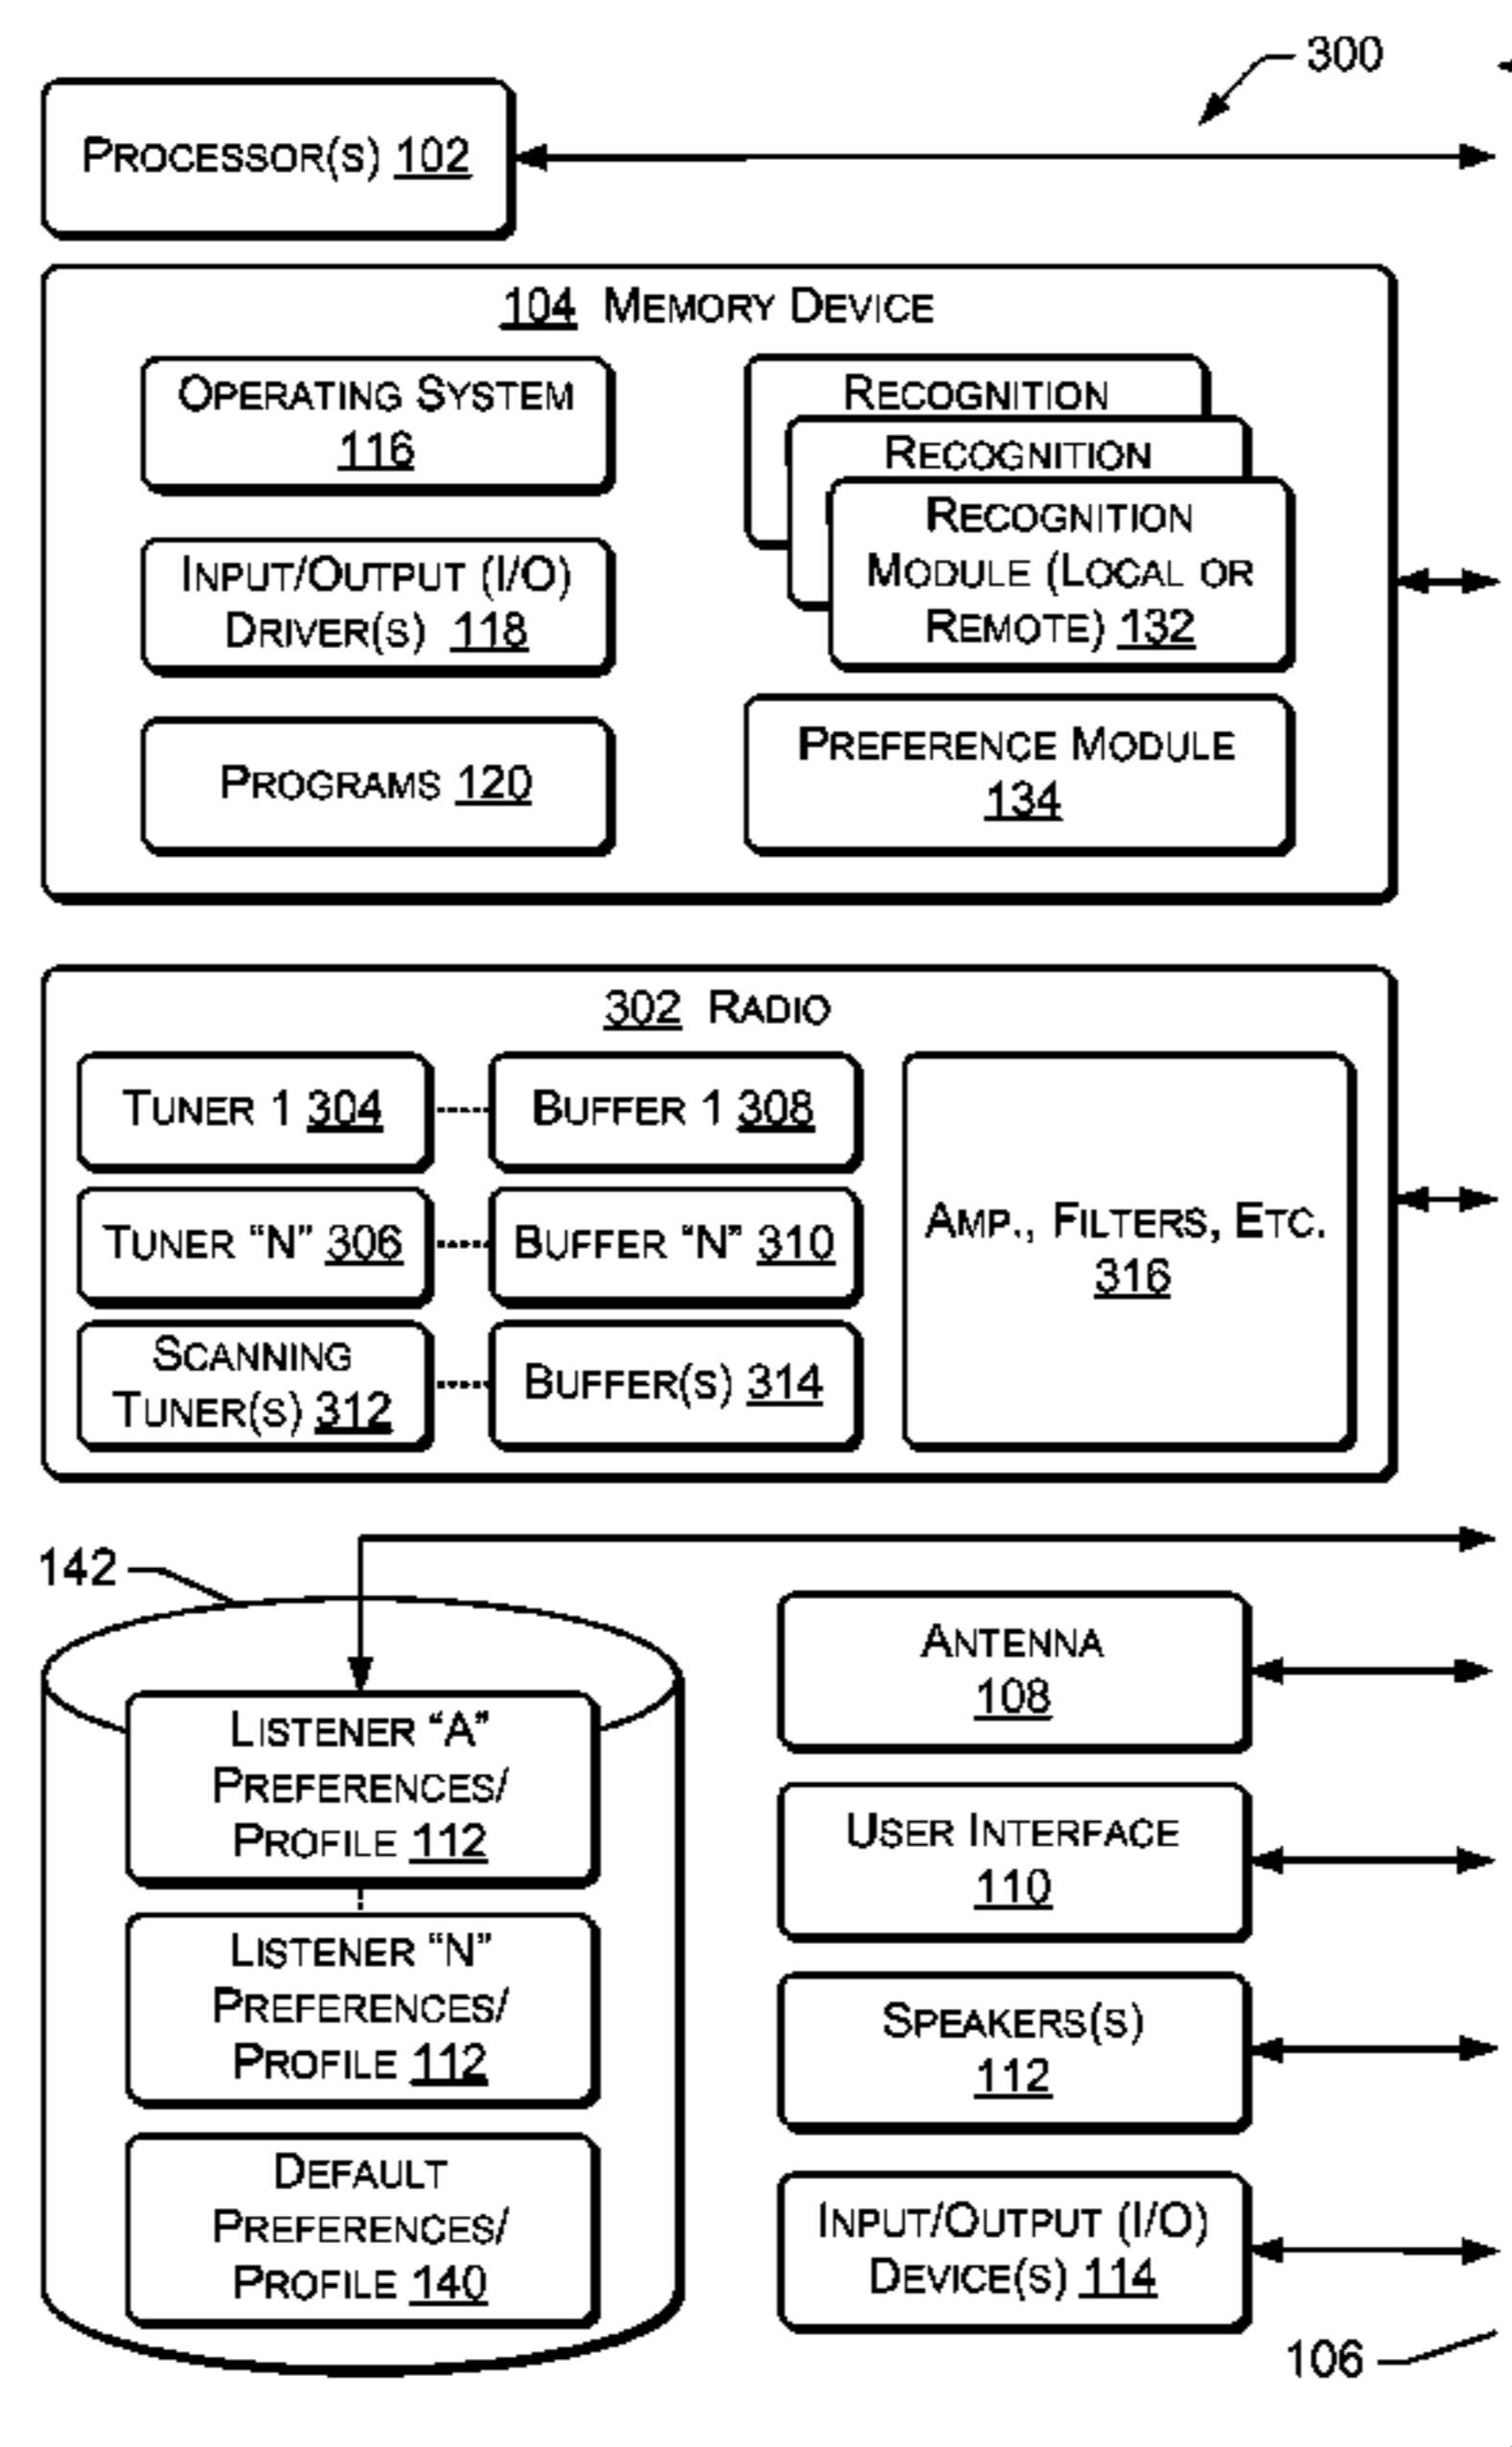 300
PROCESSOR(S) 102
104 MEMORY DEVICE
OPERATING SYSTEM
116
INPUT/OUTPUT (I/O)
DRIVER(S) 118
PROGRAMS 120
RECOGNITION
RECOGNITION
RECOGNITION
MODULE (LOCAL OR
REMOTE) 132
PREFERENCE MODULE
134
302 RADIO
TUNER 1 304
BUFFER 1 308
TUNER “N” 306
BUFFER “N” 310
SCANNING
TUNER(S) 312
BUFFER(S) 314
AMP., FILTERS, ETC.
316
142
LISTENER “A”
PREFERENCES/
PROFILE 112
LISTENER “N”
PREFERENCES/
PROFILE 112
DEFAULT
PREFERENCES/
PROFILE 140
ANTENNA
108
USER INTERFACE
110
SPEAKERS(S)
112
INPUT/OUTPUT (I/O)
DEVICE(S) 114
106